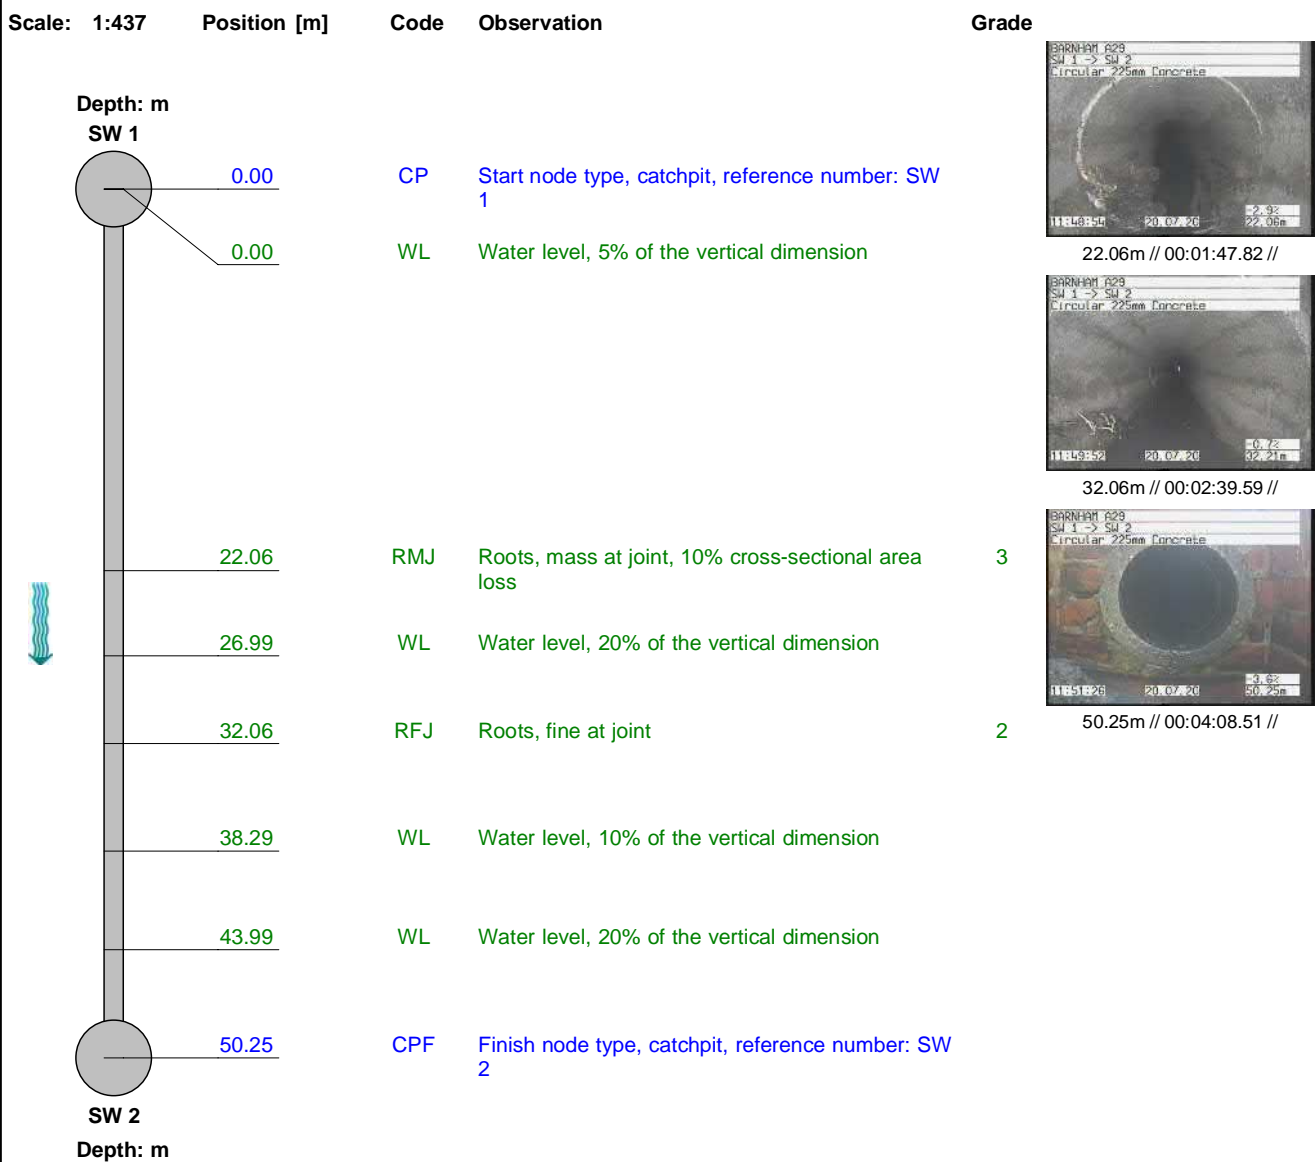 Scale: 1:437 Position [m] Code Observation Grade
Depth: m
SW 1
0.00 CP Start node type, catchpit, reference number: SW
1
0.00 WL Water level, 5% of the vertical dimension
22.06 RMJ Roots, mass at joint, 10% cross-sectional area
loss
3
26.99 WL Water level, 20% of the vertical dimension
32.06 RFJ Roots, fine at joint 2
38.29 WL Water level, 10% of the vertical dimension
43.99 WL Water level, 20% of the vertical dimension
50.25 CPF Finish node type, catchpit, reference number: SW
2
SW 2
Depth: m
BARNHAM A29
SW 1 -> SW 2
Circular 225mm Concrete
-2.9%
11:48:54 20.07.20 22.06m
22.06m // 00:01:47.82 //
BARNHAM A29
SW 1 -> SW 2
Circular 225mm Concrete
-0.7%
11:49:52 20.07.20 32.21m
32.06m // 00:02:39.59 //
BARNHAM A29
SW 1 -> SW 2
Circular 225mm Concrete
-3.6%
11:51:26 20.07.20 50.25m
50.25m // 00:04:08.51 //